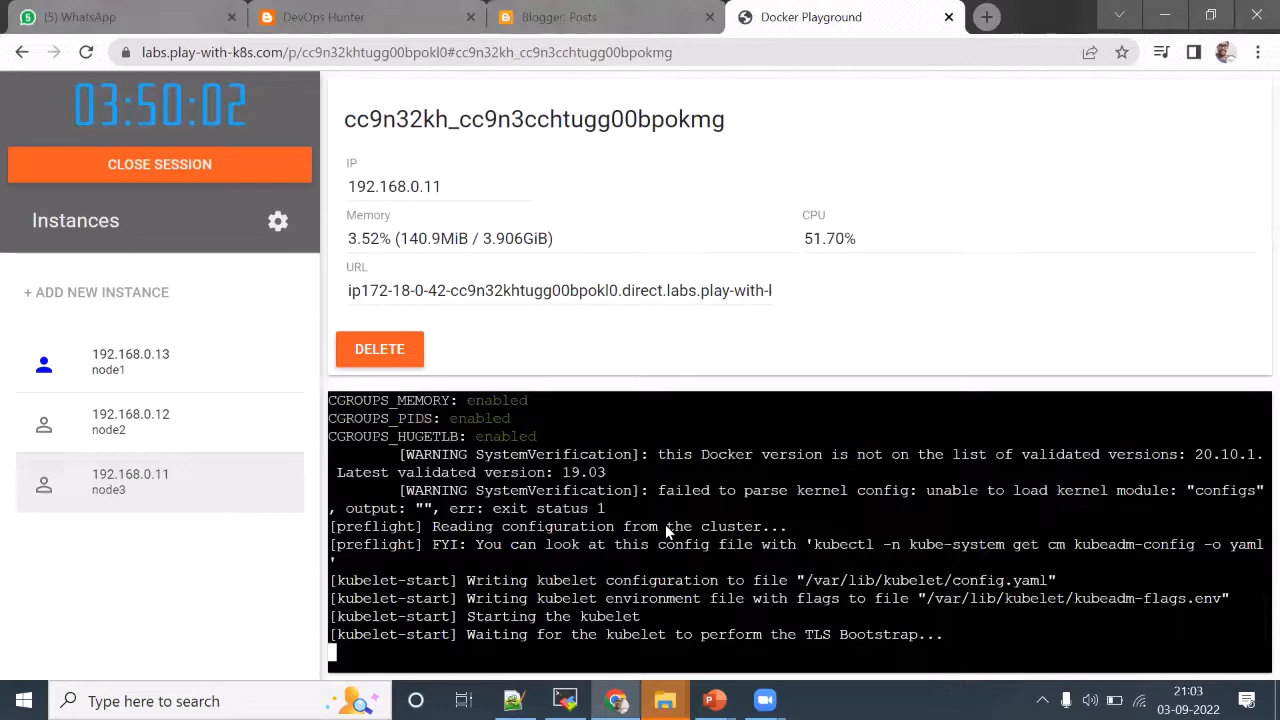 (5) WhatsApp
DevOps Hunter
Blogger: Posts
Docker Playground
labs.play-with-k8s.com/p/cc9n32khtugg00bpokl0#cc9n32kh_cc9n3cchtugg00bpokmg
03:50:02
CLOSE SESSION
Instances
+ ADD NEW INSTANCE
192.168.0.13
node1
192.168.0.12
node2
192.168.0.11
node3
cc9n32kh_cc9n3cchtugg00bpokmg
IP
192.168.0.11
Memory
CPU
3.52% (140.9MiB / 3.906GiB)
51.70%
URL
ip172-18-0-42-cc9n32khtugg00bpokl0.direct.labs.play-with-k
DELETE
CGROUPS_MEMORY: enabled
CGROUPS_PIDS: enabled
CGROUPS_HUGETLB: enabled
[WARNING SystemVerification]: this Docker version is not on the list of validated versions: 20.10.1.
Latest validated version: 19.03
[WARNING SystemVerification]: failed to parse kernel config: unable to load kernel module: "configs"
, output: "", err: exit status 1
[preflight] Reading configuration from the cluster...
[preflight] FYI: You can look at this config file with 'kubectl -n kube-system get cm kubeadm-config -o yaml
'
[kubelet-start] Writing kubelet configuration to file "/var/lib/kubelet/config.yaml"
[kubelet-start] Writing kubelet environment file with flags to file "/var/lib/kubelet/kubeadm-flags.env"
[kubelet-start] Starting the kubelet
[kubelet-start] Waiting for the kubelet to perform the TLS Bootstrap...
Type here to search
21:03
03-09-2022